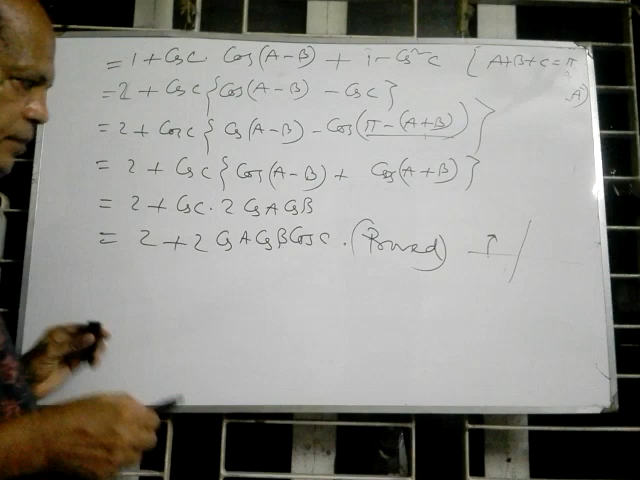 = 1 + Cos C. Cos(A-B) + 1 - Cos²C [A+B+C = π
= 2 + Cos C {Cos(A-B) - Cos C}
= 2 + Cos C {Cos(A-B) - Cos(π - (A+B))}
= 2 + Cos C {Cos(A-B) + Cos(A+B)}
= 2 + Cos C. 2 Cos A Cos B
= 2 + 2 Cos A Cos B Cos C. (Proved)